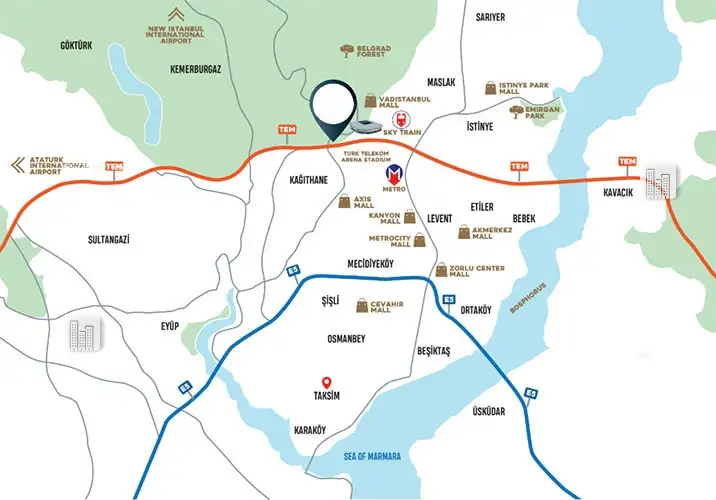 SARIYER
NEW ISTANBUL
INTERNATIONAL
AIRPORT
GÖKTÜRK
KEMERBURGAZ
BELGRAD
FOREST
MASLAK
ISTINYE PARK
MALL
VADISTANBUL
MALL
EMIRGAN
PARK
SKY TRAIN
İSTİNYE
TEM
TURK TELEKOM
ARENA STADIUM
ATATURK
INTERNATIONAL
AIRPORT
TEM
TEM
TEM
KAĞITHANE
METRO
KAVACIK
AXIS
MALL
KANYON
MALL
LEVENT
ETİLER
BEBEK
AKMERKEZ
MALL
METROCITY
MALL
SULTANGAZİ
MECİDİYEKÖY
ZORLU CENTER
MALL
E5
BOSPHORUS
ŞİŞLİ
CEVAHIR
MALL
E5
ORTAKÖY
EYÜP
OSMANBEY
BEŞİKTAŞ
E5
TAKSİM
E5
ÜSKÜDAR
KARAKÖY
SEA OF MARMARA